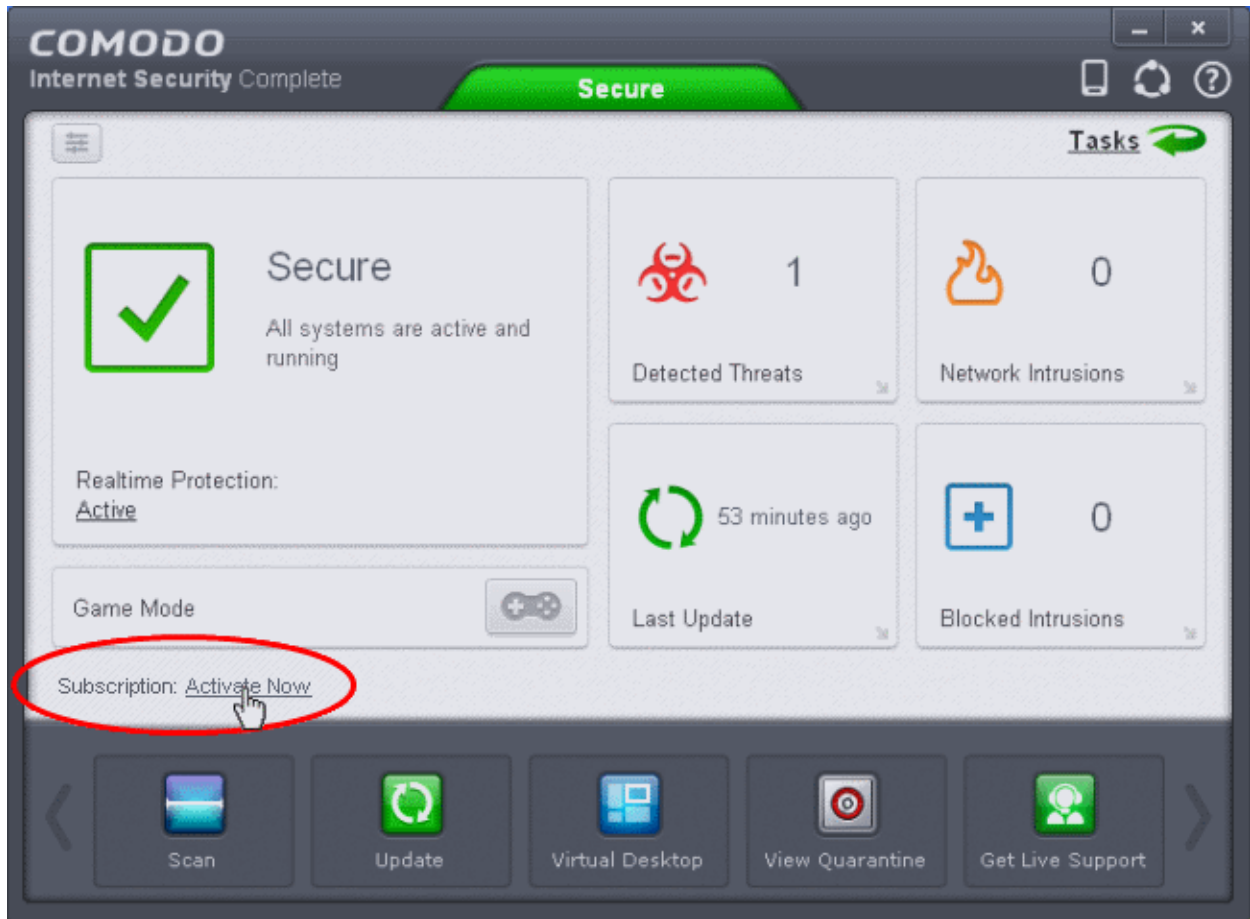 COMODO
Internet Security Complete
Secure
Tasks
Secure
All systems are active and
running
Realtime Protection:
Active
1
Detected Threats
0
Network Intrusions
53 minutes ago
Last Update
0
Blocked Intrusions
Game Mode
Subscription: Activate Now
Scan
Update
Virtual Desktop
View Quarantine
Get Live Support